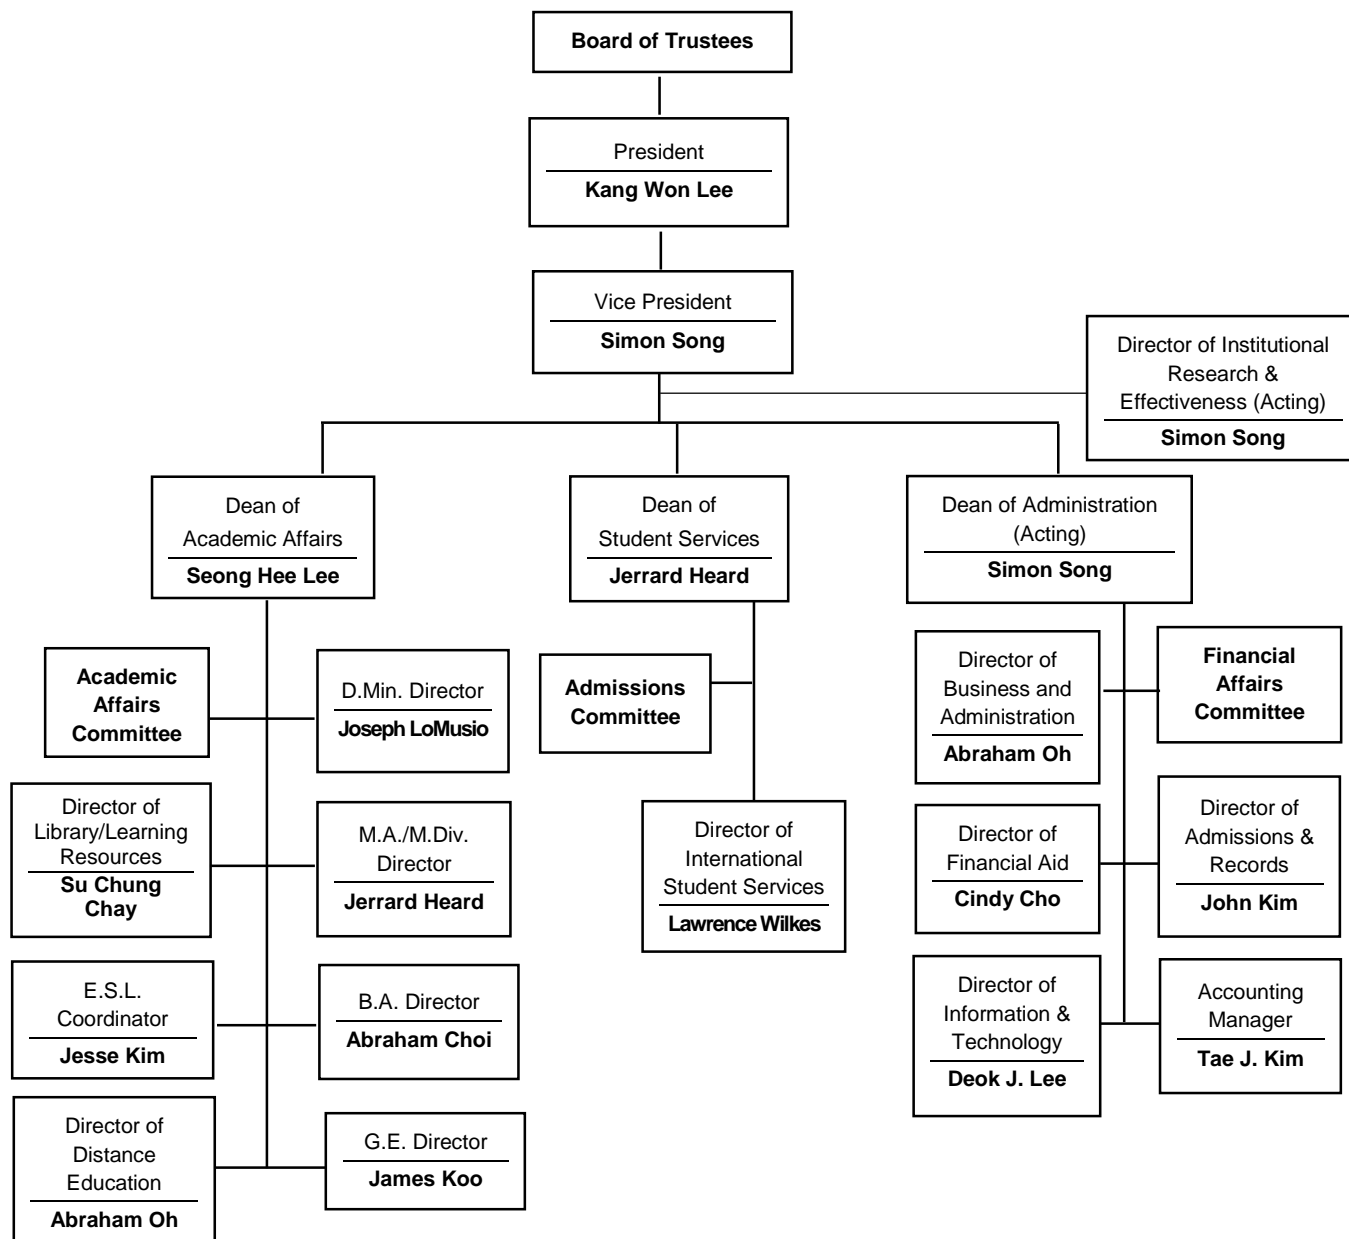 Board of Trustees
President
Kang Won Lee
Vice President
Simon Song
Director of Institutional
Research &
Effectiveness (Acting)
Simon Song
Dean of
Academic Affairs
Seong Hee Lee
Dean of
Student Services
Jerrard Heard
Dean of Administration
(Acting)
Simon Song
Academic
Affairs
Committee
D.Min. Director
Joseph LoMusio
Admissions
Committee
Director of
Business and
Administration
Abraham Oh
Financial
Affairs
Committee
Director of
Library/Learning
Resources
Su Chung
Chay
M.A./M.Div.
Director
Jerrard Heard
Director of
International
Student Services
Lawrence Wilkes
Director of
Financial Aid
Cindy Cho
Director of
Admissions &
Records
John Kim
E.S.L.
Coordinator
Jesse Kim
B.A. Director
Abraham Choi
Director of
Information &
Technology
Deok J. Lee
Accounting
Manager
Tae J. Kim
Director of
Distance
Education
Abraham Oh
G.E. Director
James Koo